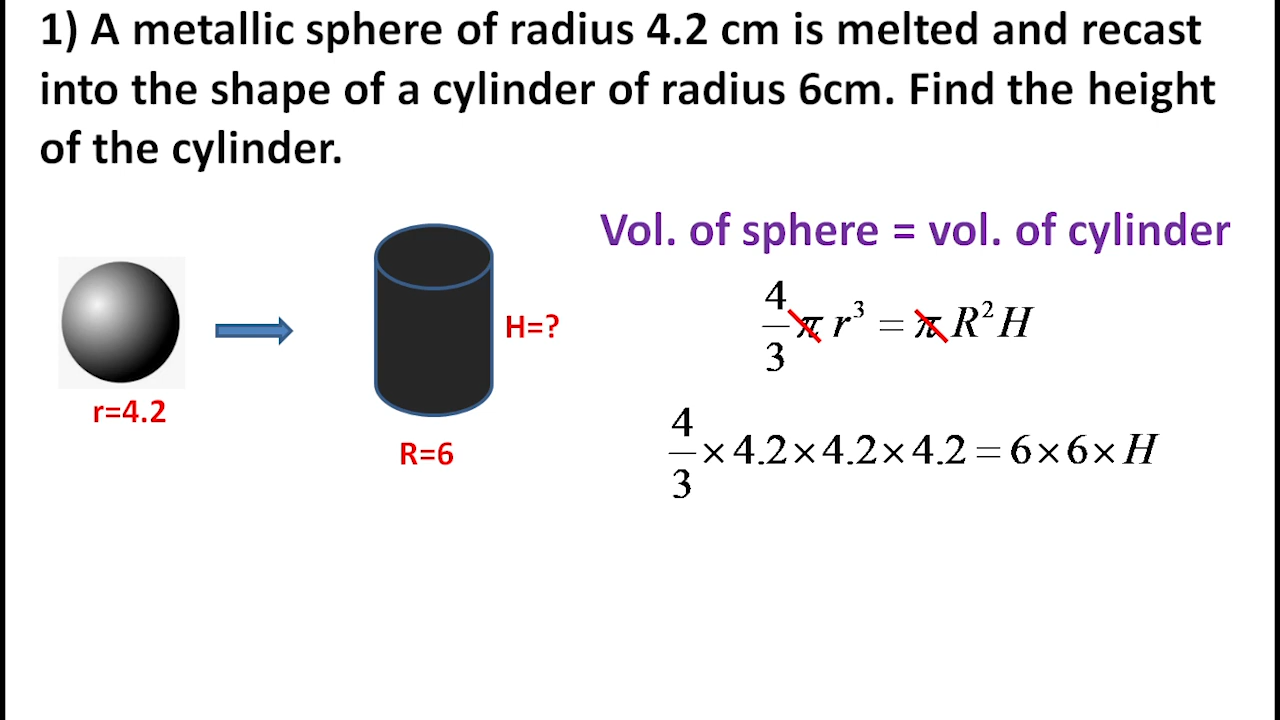 1) A metallic sphere of radius 4.2 cm is melted and recast
into the shape of a cylinder of radius 6cm. Find the height
of the cylinder.
Vol. of sphere = vol. of cylinder
4/3 π r³ = π R²H
H=?
r=4.2
R=6
4/3 × 4.2 × 4.2 × 4.2 = 6 × 6 × H